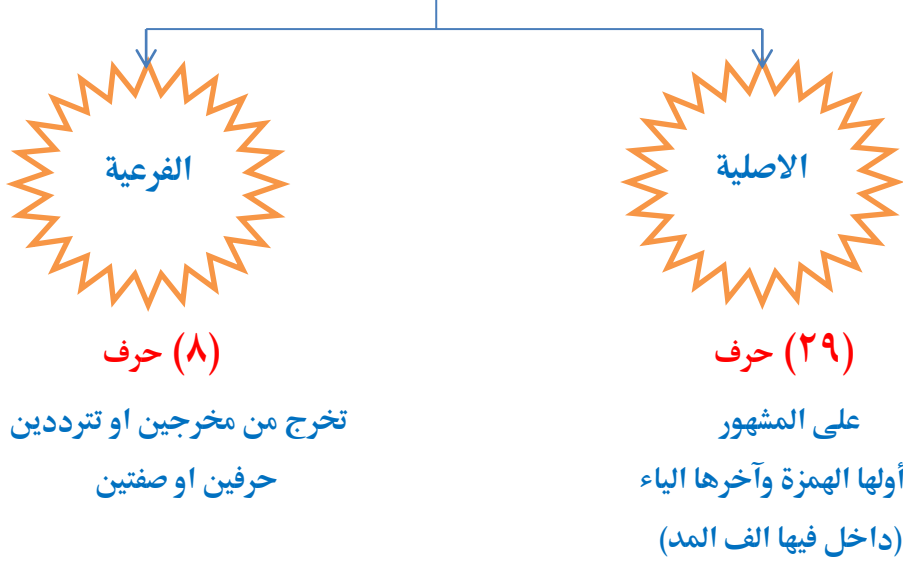 الاصلية
(٢٩) حرف
على المشهور
أولها الهمزة وآخرها الياء
(داخل فيها الف المد)
الفرعية
(٨) حرف
تخرج من مخرجين او تترددين
حرفين او صفتين